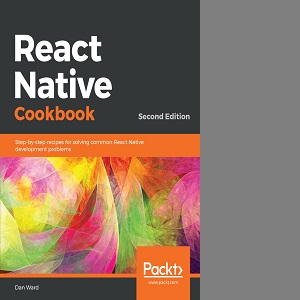 React
Native
Cookbook
Second Edition
Step-by-step recipes for solving common React Native
development problems
Dan Ward
Packt>
www.packt.com